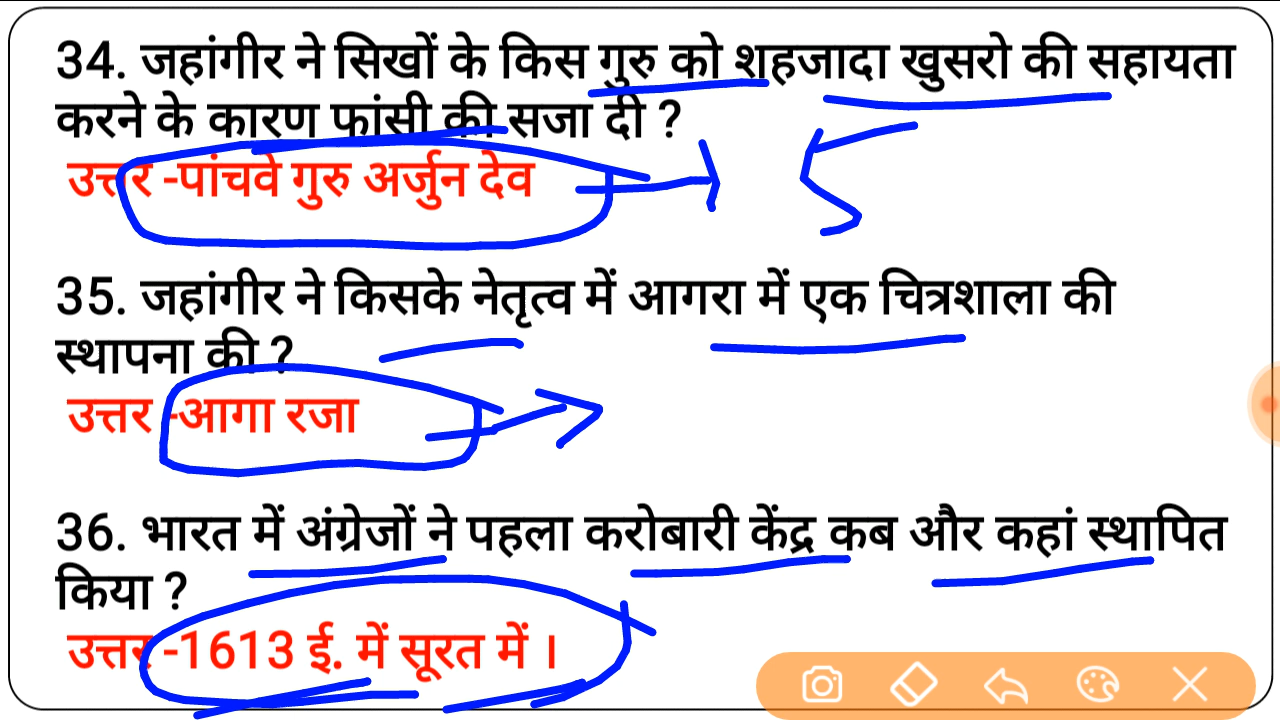 34. जहांगीर ने सिखों के किस गुरु को शहजादा खुसरो की सहायता
करने के कारण फांसी की सजा दी ?
उत्तर -पांचवे गुरु अर्जुन देव
5
35. जहांगीर ने किसके नेतृत्व में आगरा में एक चित्रशाला की
स्थापना की ?
उत्तर -आगा रजा
36. भारत में अंग्रेजों ने पहला करोबारी केंद्र कब और कहां स्थापित
किया ?
उत्तर -1613 ई. में सूरत में ।